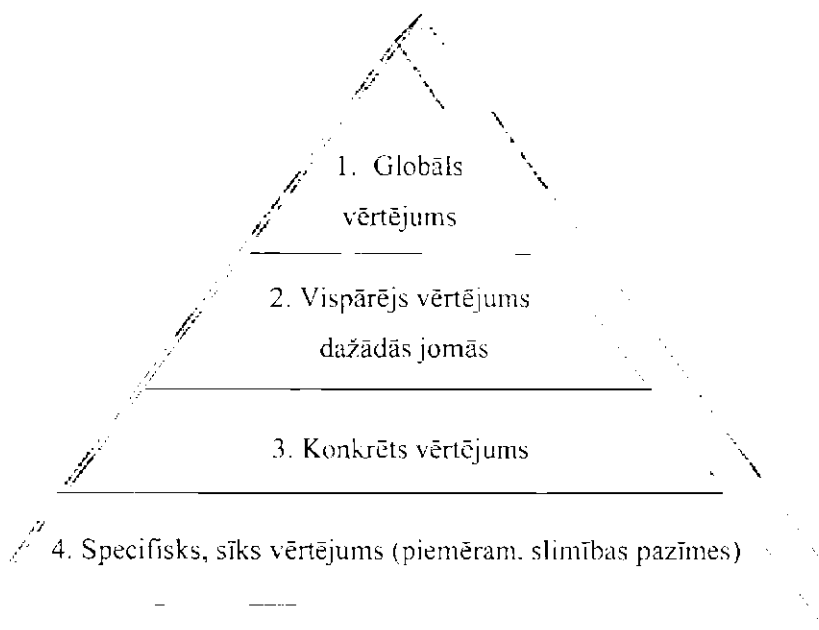 1. Globāls
vērtējums
2. Vispārējs vērtējums
dažādās jomās
3. Konkrēts vērtējums
4. Specifisks, sīks vērtējums (piemēram. slimības pazīmes)